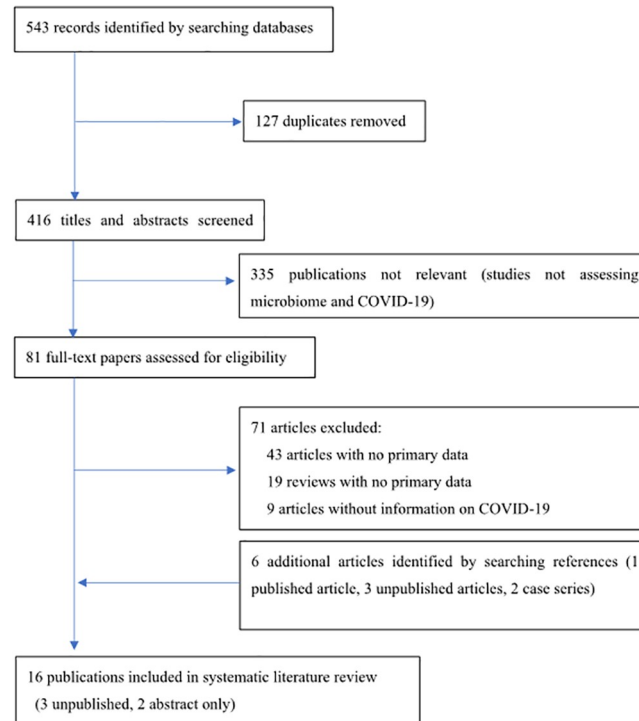 543 records identified by searching databases
127 duplicates removed
416 titles and abstracts screened
335 publications not relevant (studies not assessing
microbiome and COVID-19)
81 full-text papers assessed for eligibility
71 articles excluded:
43 articles with no primary data
19 reviews with no primary data
9 articles without information on COVID-19
6 additional articles identified by searching references (1
published article, 3 unpublished articles, 2 case series)
16 publications included in systematic literature review
(3 unpublished, 2 abstract only)